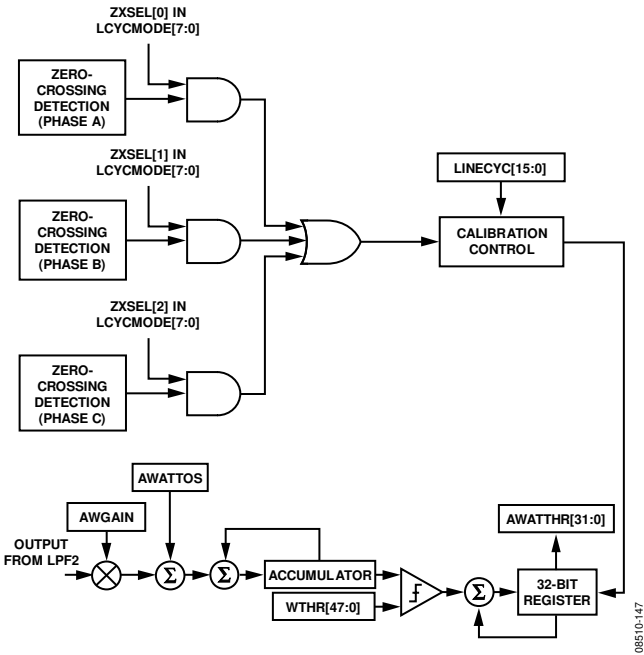 ZXSEL[0] IN
LCYCMODE[7:0]
ZERO-
CROSSING
DETECTION
(PHASE A)
ZXSEL[1] IN
LCYCMODE[7:0]
ZERO-
CROSSING
DETECTION
(PHASE B)
LINECYC[15:0]
CALIBRATION
CONTROL
ZXSEL[2] IN
LCYCMODE[7:0]
ZERO-
CROSSING
DETECTION
(PHASE C)
AWATTOS
AWGAIN
AWATTHR[31:0]
OUTPUT
FROM LPF2
Σ
Σ
ACCUMULATOR
WTHR[47:0]
Σ
32-BIT
REGISTER
08510-147